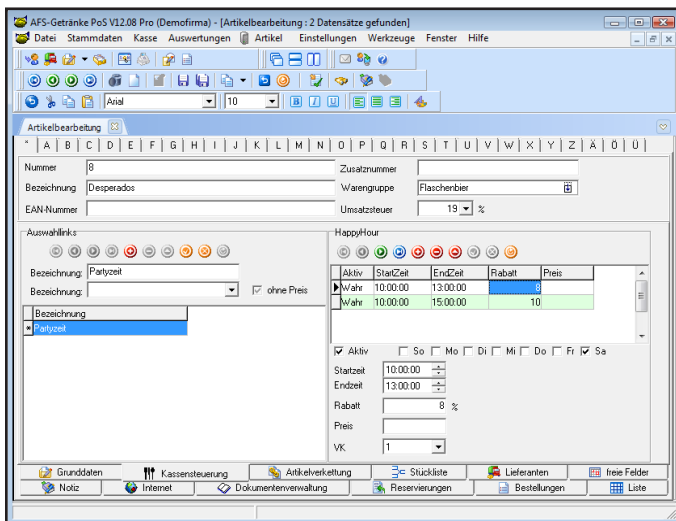 AFS-Getränke PoS V12.08 Pro (Demofirma) - [Artikelbearbeitung : 2 Datensätze gefunden]
Datei Stammdaten Kasse Auswertungen Artikel Einstellungen Werkzeuge Fenster Hilfe
Arial 10 B I U
Artikelbearbeitung
* A B C D E F G H I J K L M N O P Q R S T U V W X Y Z Ä Ö Ü
Nummer 8 Zusatznummer
Bezeichnung Desperados Warengruppe Flaschenbier
EAN-Nummer Umsatzsteuer 19 %
Auswahllinks HappyHour
Bezeichnung: Partyzeit
Bezeichnung: ohne Preis
Bezeichnung
Partyzeit
Aktiv StartZeit EndZeit Rabatt Preis
Wahr 10:00:00 13:00:00 8
Wahr 10:00:00 15:00:00 10
Aktiv So Mo Di Mi Do Fr Sa
Startzeit 10:00:00
Endzeit 13:00:00
Rabatt 8 %
Preis
VK 1
Grunddaten Kassensteuerung Artikelverkettung Stückliste Lieferanten freie Felder
Notiz Internet Dokumentenverwaltung Reservierungen Bestellungen Liste